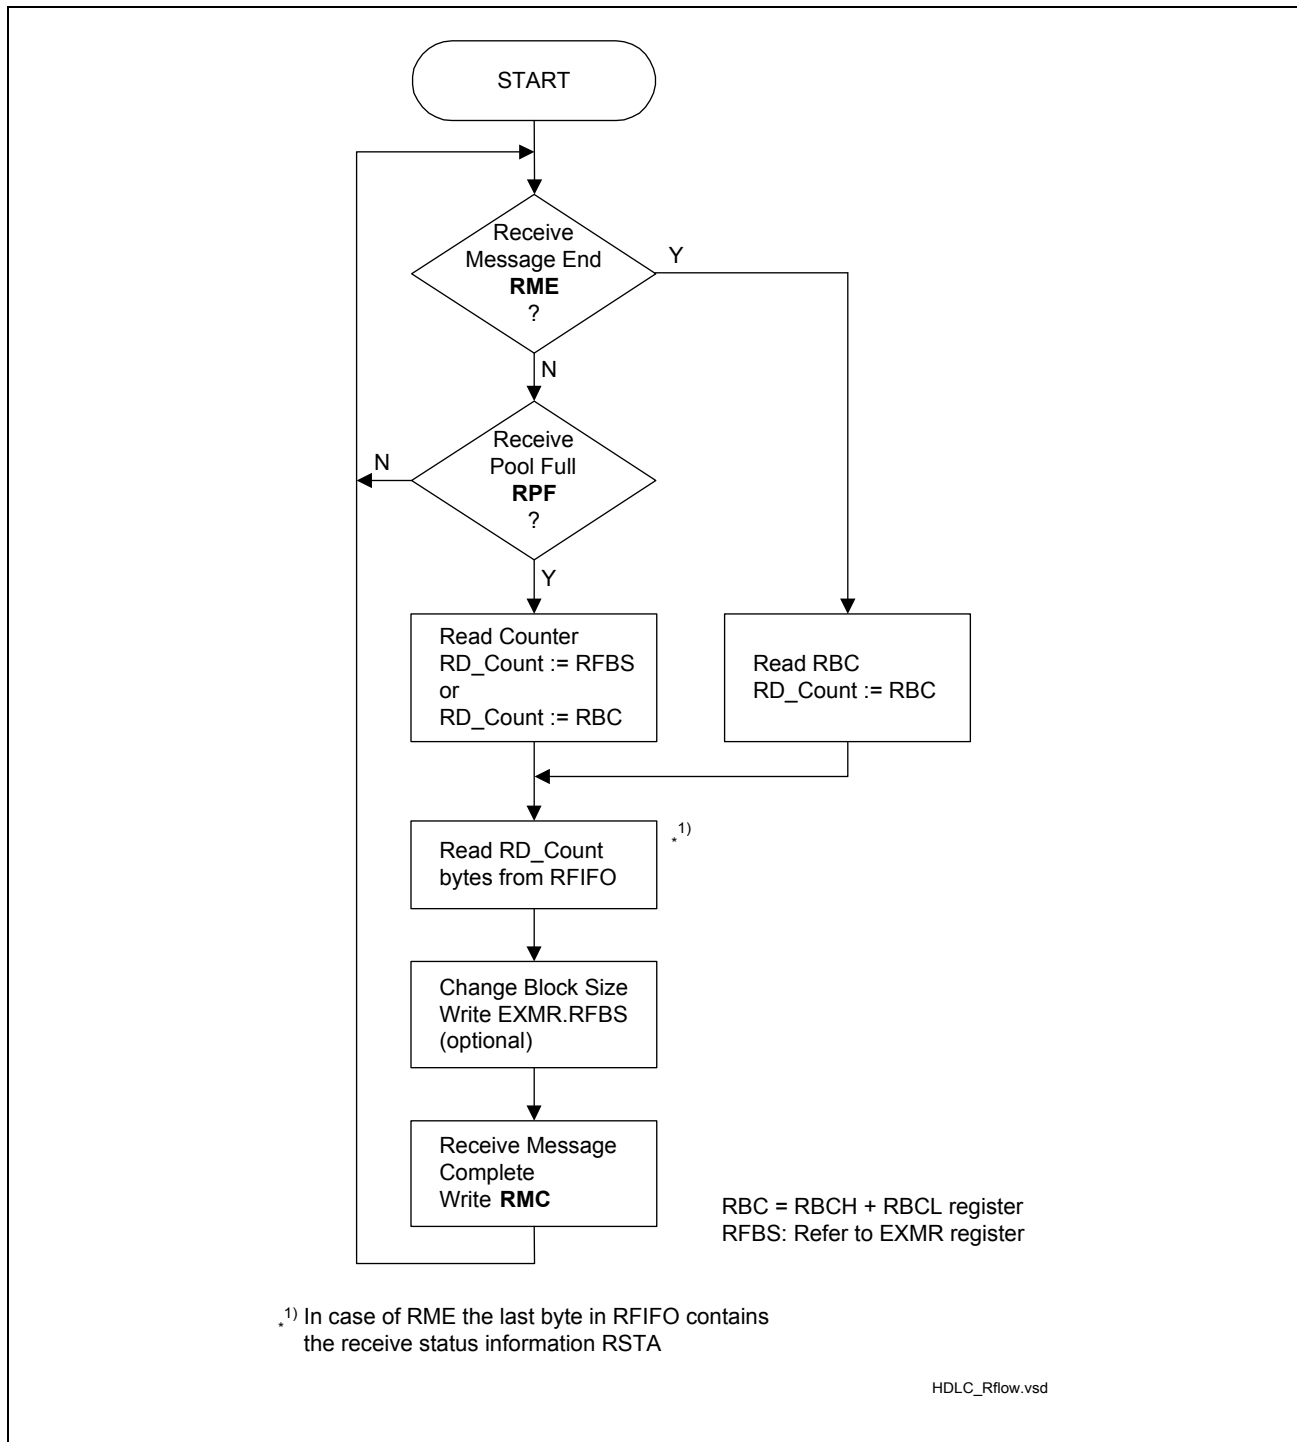 START
Receive
Message End
RME
?
Y
N
Receive
Pool Full
RPF
?
N
Y
Read Counter
RD_Count := RFBS
or
RD_Count := RBC
Read RBC
RD_Count := RBC
Read RD_Count
bytes from RFIFO
*1)
Change Block Size
Write EXMR.RFBS
(optional)
Receive Message
Complete
Write RMC
RBC = RBCH + RBCL register
RFBS: Refer to EXMR register
*1) In case of RME the last byte in RFIFO contains
the receive status information RSTA
HDLC_Rflow.vsd